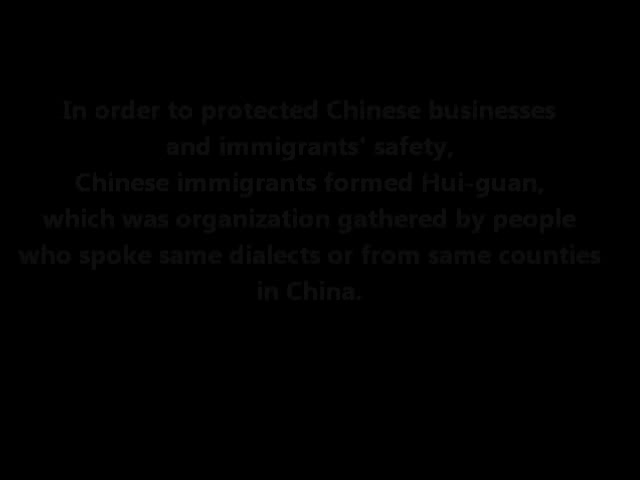 In order to protected Chinese businesses
and immigrants' safety,
Chinese immigrants formed Hui-guan,
which was organization gathered by people
who spoke same dialects or from same counties
in China.